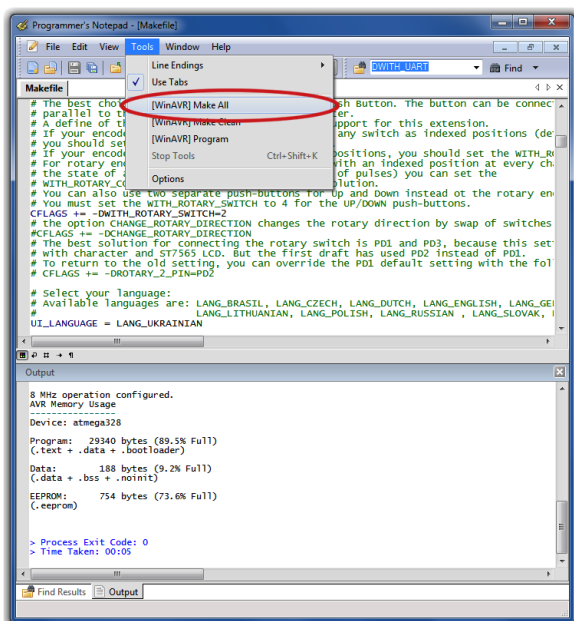 Programmer's Notepad - [Makefile]
File Edit View Tools Window Help
DWITH_UART Find
Makefile
Line Endings
Use Tabs
[WinAVR] Make All
[WinAVR] Make Clean
[WinAVR] Program
Stop Tools Ctrl+Shift+K
Options
# The best choi sh Button. The button can be connec
# parallel to t er.
# A define of th pport for this extension.
# If your encode any switch as indexed positions (de
# you should set
# If your encode ositions, you should set the WITH_R
# For rotary en with an indexed position at every ch
# the state of a of pulses) you can set the
# WITH_ROTARY_CO olution.
# You can also use two separate push-buttons for Up and Down instead ot the rotary en
# You must set the WITH_ROTARY_SWITCH to 4 for the UP/DOWN push-buttons.
CFLAGS += -DWITH_ROTARY_SWITCH=2
# the option CHANGE_ROTARY_DIRECTION changes the rotary direction by swap of switches
#CFLAGS += -DCHANGE_ROTARY_DIRECTION
# The best solution for connecting the rotary switch is PD1 and PD3, because this set
# with character and ST7565 LCD. But the first draft has used PD2 instead of PD1.
# To return to the old setting, you can override the PD1 default setting with the fol
# CFLAGS += -DROTARY_2_PIN=PD2
# Select your language:
# Available languages are: LANG_BRASIL, LANG_CZECH, LANG_DUTCH, LANG_ENGLISH, LANG_GE
# LANG_LITHUANIAN, LANG_POLISH, LANG_RUSSIAN , LANG_SLOVAK,
UI_LANGUAGE = LANG_UKRAINIAN
Output
8 MHz operation configured.
AVR Memory Usage
----------------
Device: atmega328
Program: 29340 bytes (89.5% Full)
(.text + .data + .bootloader)
Data: 188 bytes (9.2% Full)
(.data + .bss + .noinit)
EEPROM: 754 bytes (73.6% Full)
(.eeprom)
> Process Exit Code: 0
> Time Taken: 00:05
Find Results Output